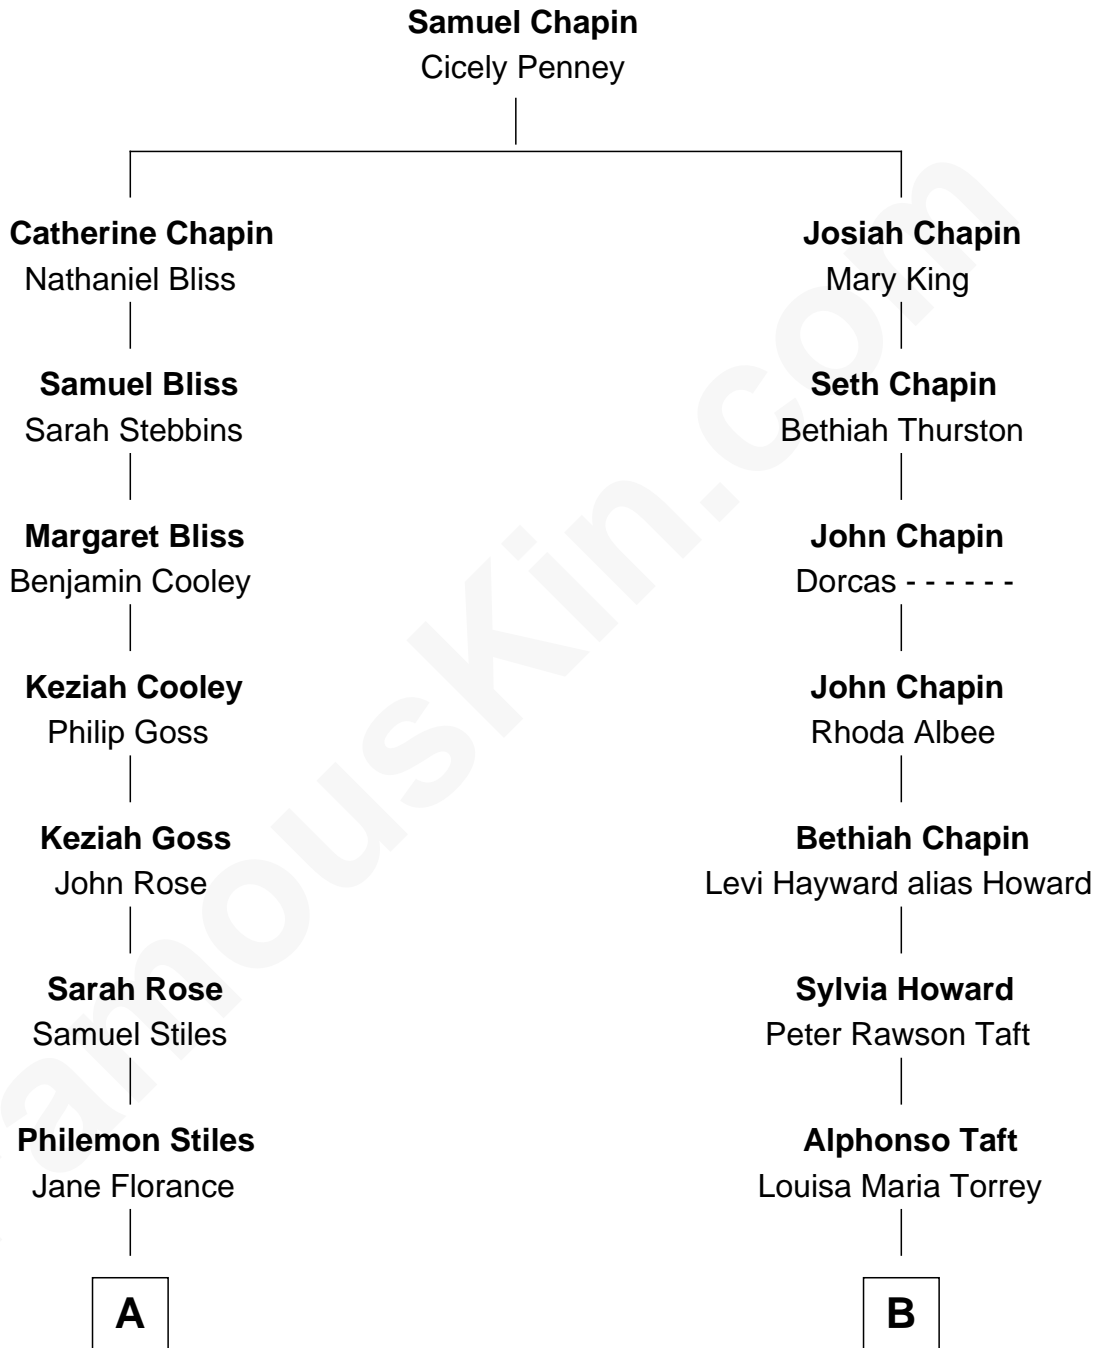 Samuel Chapin
Cicely Penney
Catherine Chapin
Nathaniel Bliss
Josiah Chapin
Mary King
Samuel Bliss
Sarah Stebbins
Seth Chapin
Bethiah Thurston
Margaret Bliss
Benjamin Cooley
John Chapin
Dorcas - - - - - -
Keziah Cooley
Philip Goss
John Chapin
Rhoda Albee
Keziah Goss
John Rose
Bethiah Chapin
Levi Hayward alias Howard
Sarah Rose
Samuel Stiles
Sylvia Howard
Peter Rawson Taft
Philemon Stiles
Jane Florance
Alphonso Taft
Louisa Maria Torrey
A
B
amousKin.com